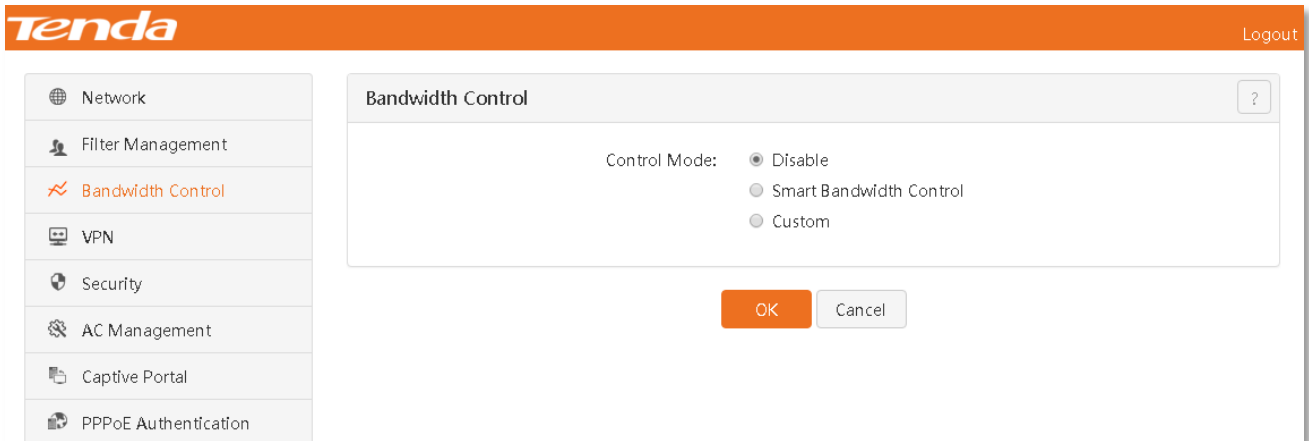 Tenda
Logout
Network
Filter Management
Bandwidth Control
VPN
Security
AC Management
Captive Portal
PPPoE Authentication
Bandwidth Control
?
Control Mode:
Disable
Smart Bandwidth Control
Custom
OK
Cancel